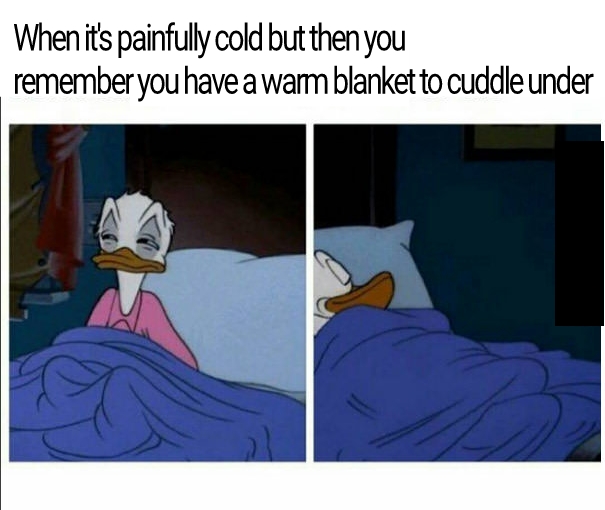 When it's painfully cold but then you
remember you have a warm blanket to cuddle under